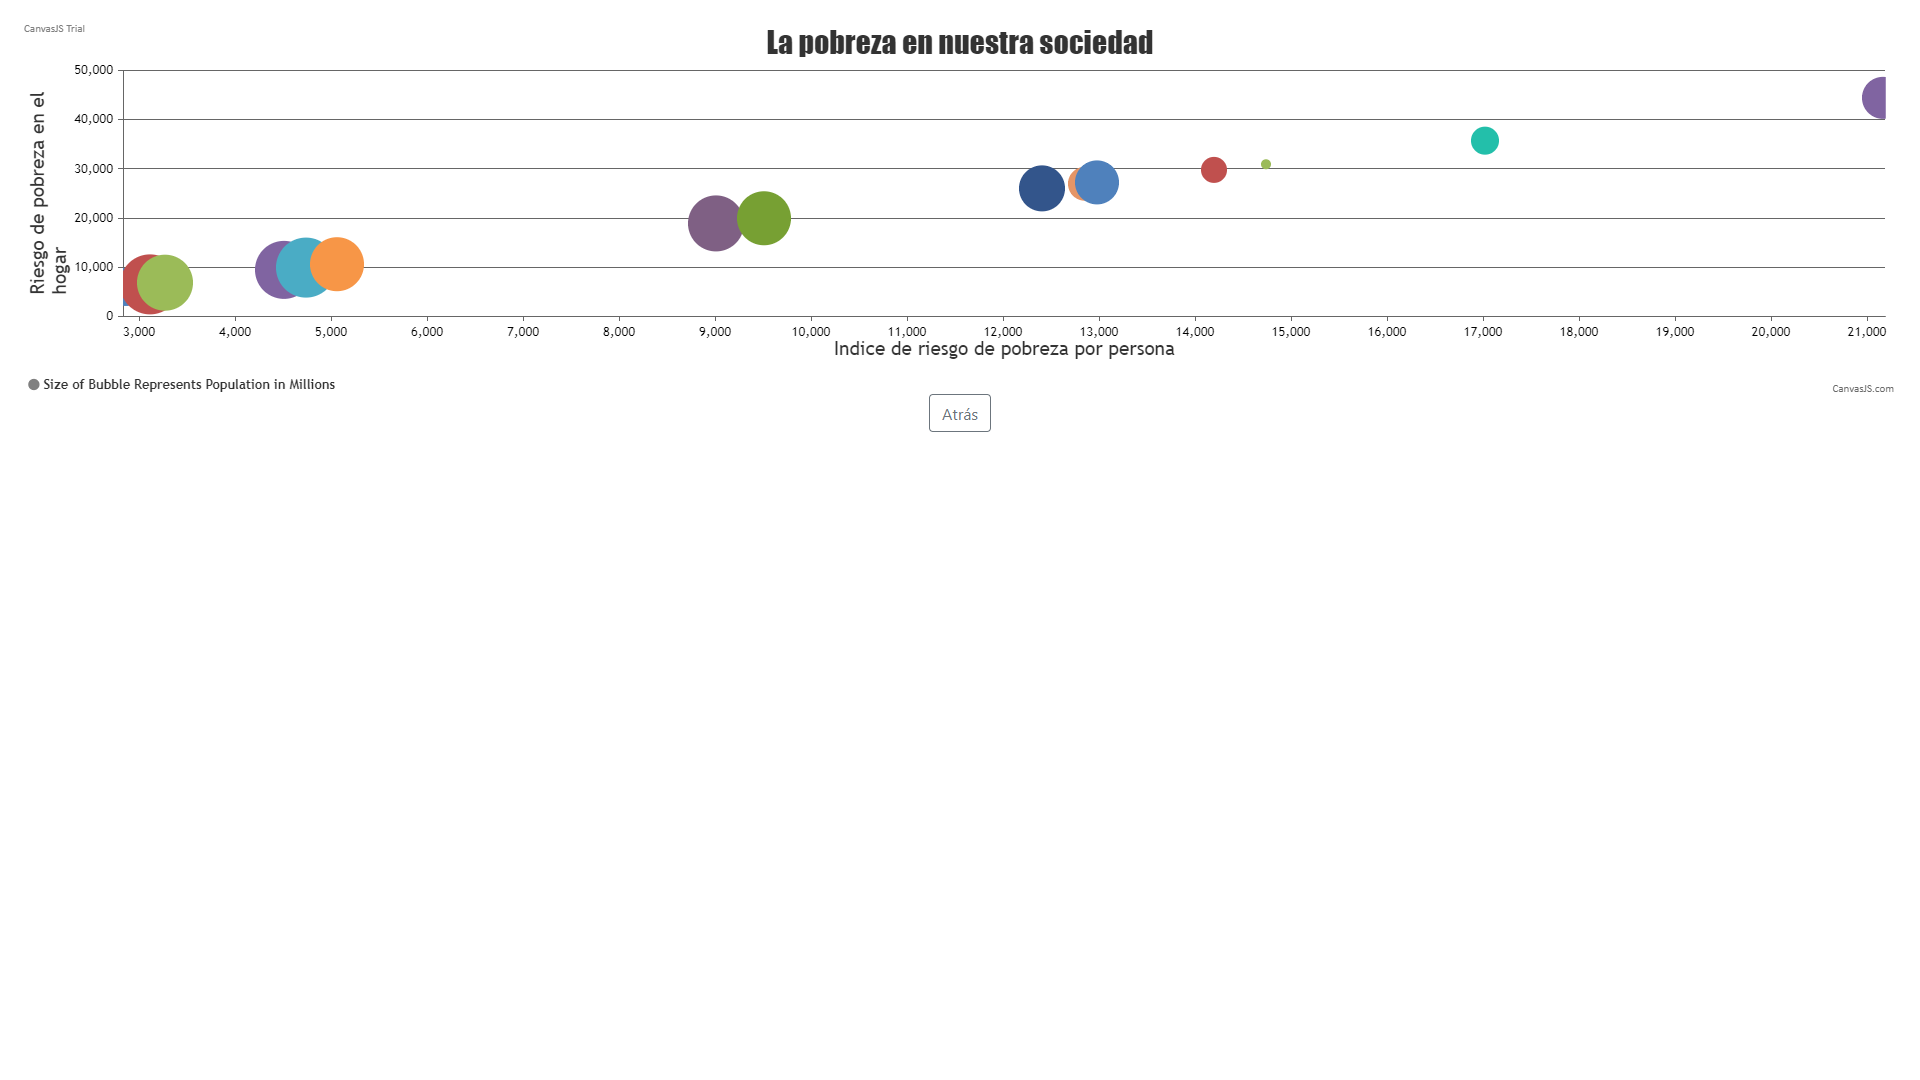 CanvasJS Trial
La pobreza en nuestra sociedad
Riesgo de pobreza en el
hogar
50,000
40,000
30,000
20,000
10,000
0
3,000 4,000 5,000 6,000 7,000 8,000 9,000 10,000 11,000 12,000 13,000 14,000 15,000 16,000 17,000 18,000 19,000 20,000 21,000
Indice de riesgo de pobreza por persona
Size of Bubble Represents Population in Millions
CanvasJS.com
Atrás